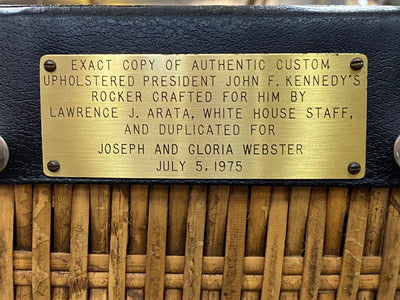 EXACT COPY OF AUTHENTIC CUSTOM
UPHOLSTERED PRESIDENT JOHN F. KENNEDY'S
ROCKER CRAFTED FOR HIM BY
LAWRENCE J. ARATA, WHITE HOUSE STAFF,
AND DUPLICATED FOR
JOSEPH AND GLORIA WEBSTER
JULY 5, 1975